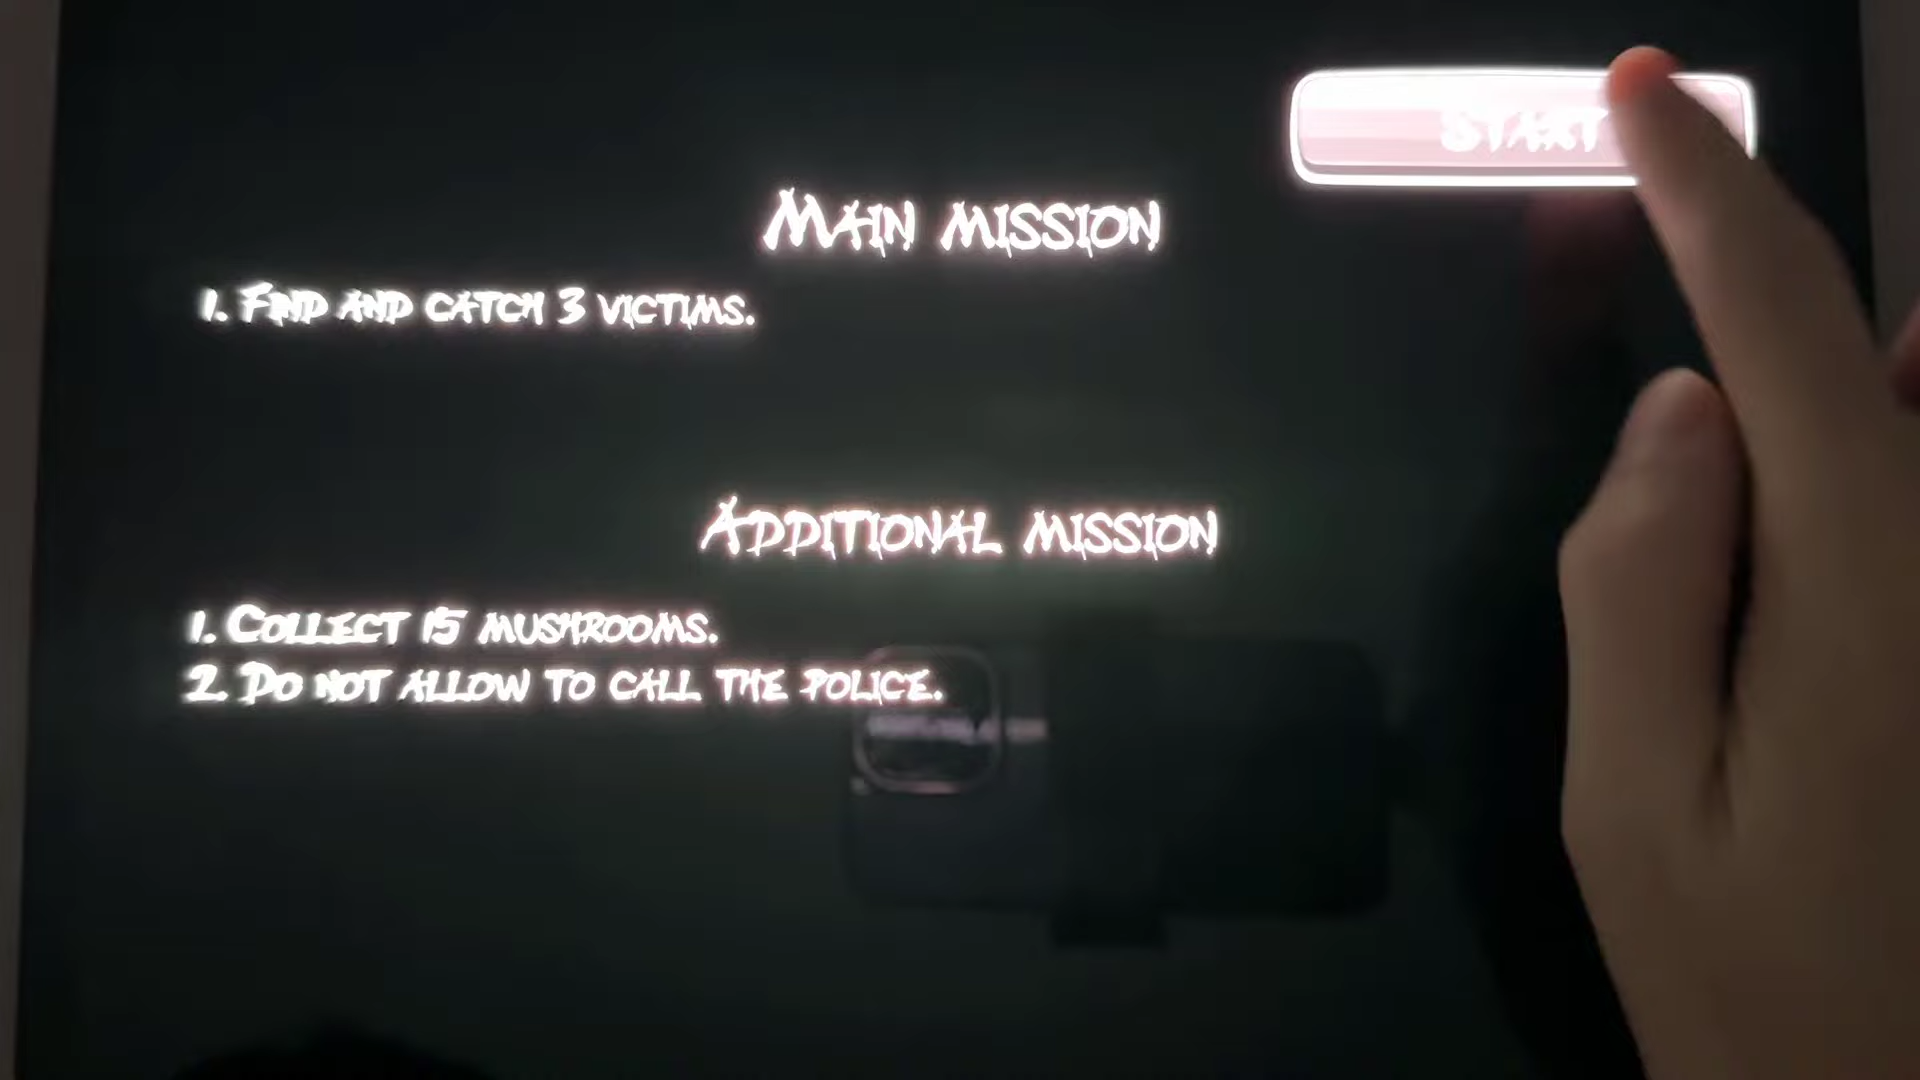 START
Main mission
1. Find and catch 3 victims.
Additional mission
1. Collect 15 mushrooms.
2. Do not allow to call the police.